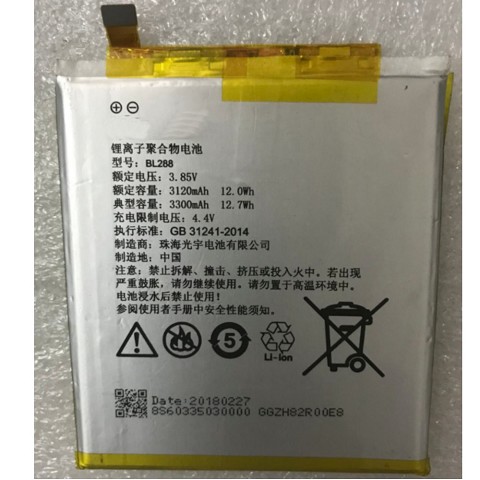 锂离子聚合物电池
型号: BL288
额定电压: 3.85V
额定容量: 3120mAh 12.0Wh
典型容量: 3300mAh 12.7Wh
充电限制电压: 4.4V
执行标准: GB 31241-2014
制造商: 珠海光宇电池有限公司
制造地: 中国
注意: 禁止拆解、撞击、挤压或投入火中。若出现
严重鼓胀, 请勿继续使用。请勿置于高温环境中。
电池浸水后禁止使用!
参阅使用者手册中安全性能说明。
5
Li-ion
Date:20180227
8S60335030000 GGZH82R00E8